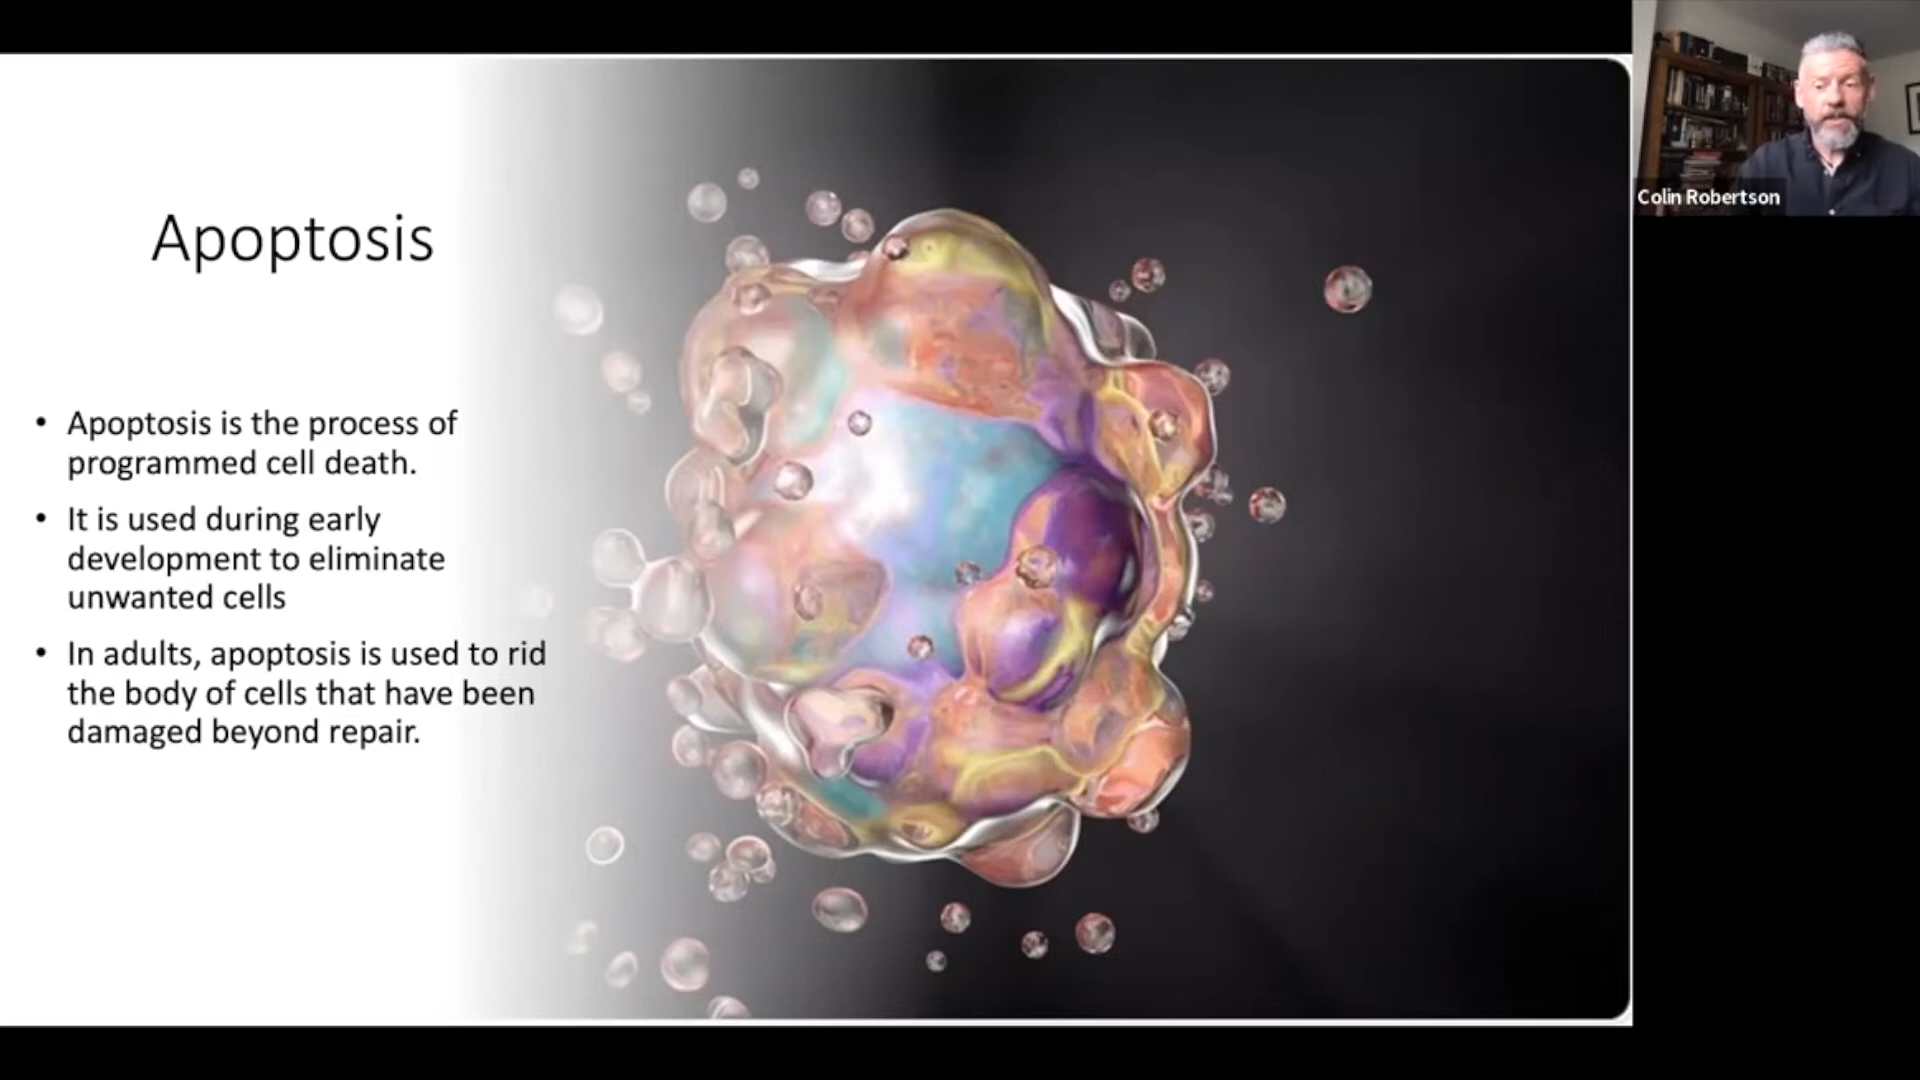 Apoptosis
• Apoptosis is the process of
programmed cell death.
• It is used during early
development to eliminate
unwanted cells
• In adults, apoptosis is used to rid
the body of cells that have been
damaged beyond repair.
Colin Robertson